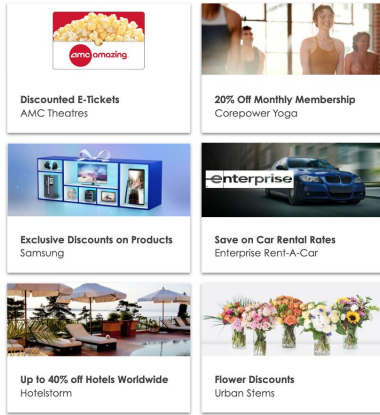 amc amazing.
Discounted E-Tickets
AMC Theatres
20% Off Monthly Membership
Corepower Yoga
Exclusive Discounts on Products
Samsung
enterprise
Save on Car Rental Rates
Enterprise Rent-A-Car
Up to 40% off Hotels Worldwide
Hotelstorm
Flower Discounts
Urban Stems